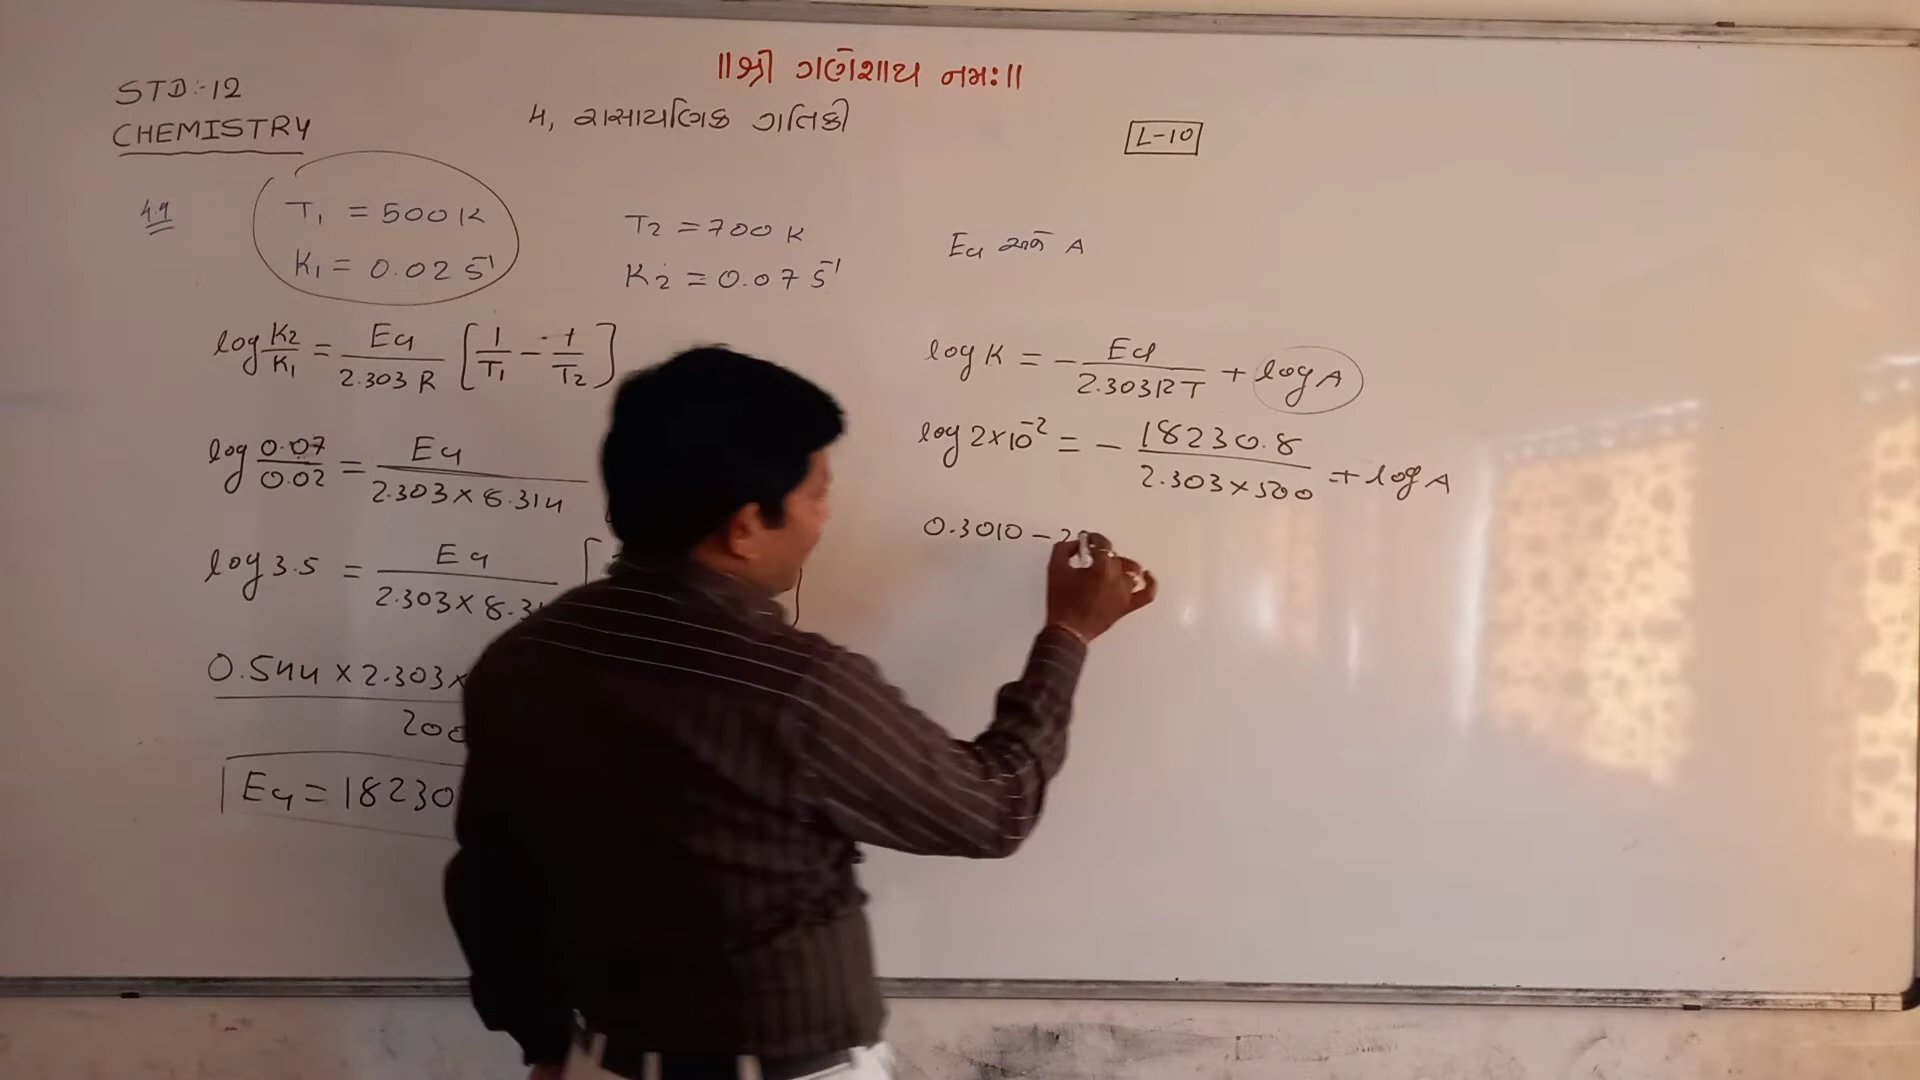 ॥શ્રી ગણેશાય નમઃ॥
STD:-12
CHEMISTRY
4, રાસાયણિક ગતિકી
L-10
4.9
T₁ = 500 K
K₁ = 0.02 S⁻¹
T₂ = 700 K
K₂ = 0.07 S⁻¹
Ea અને A
log K₂/K₁ = Ea/2.303 R [1/T₁ - 1/T₂]
log 0.07/0.02 = Ea/2.303 × 8.314
log 3.5 = Ea/2.303 × 8.3
0.544 × 2.303 ×
200
Ea = 18230
log K = - Ea/2.303RT + log A
log 2×10⁻² = - 18230.8/2.303×500 + log A
0.3010 -